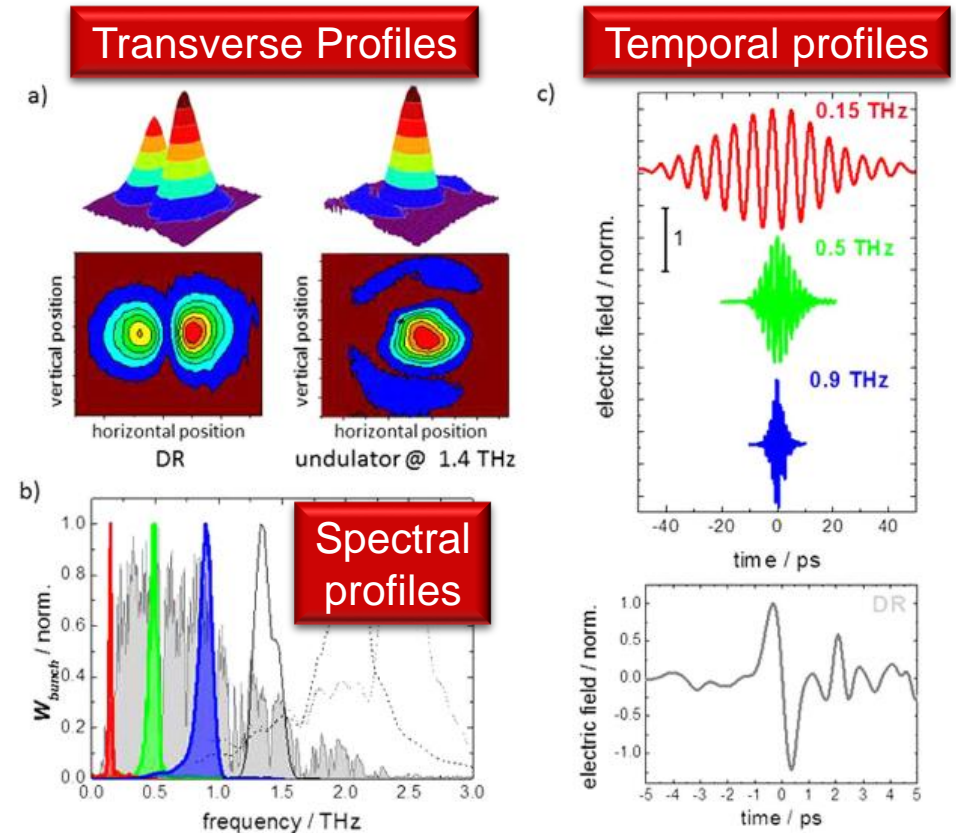 Transverse Profiles
Temporal profiles
a)
vertical position
horizontal position
DR
vertical position
horizontal position
undulator @ 1.4 THz
b)
Spectral
profiles
W_bunch / norm.
1.0
0.8
0.6
0.4
0.2
0.0
0.0 0.5 1.0 1.5 2.0 2.5 3.0
frequency / THz
c)
0.15 THz
1
0.5 THz
0.9 THz
electric field / norm.
-40 -20 0 20 40
time / ps
DR
electric field / norm.
1.0
0.5
0.0
-0.5
-1.0
-5 -4 -3 -2 -1 0 1 2 3 4 5
time / ps